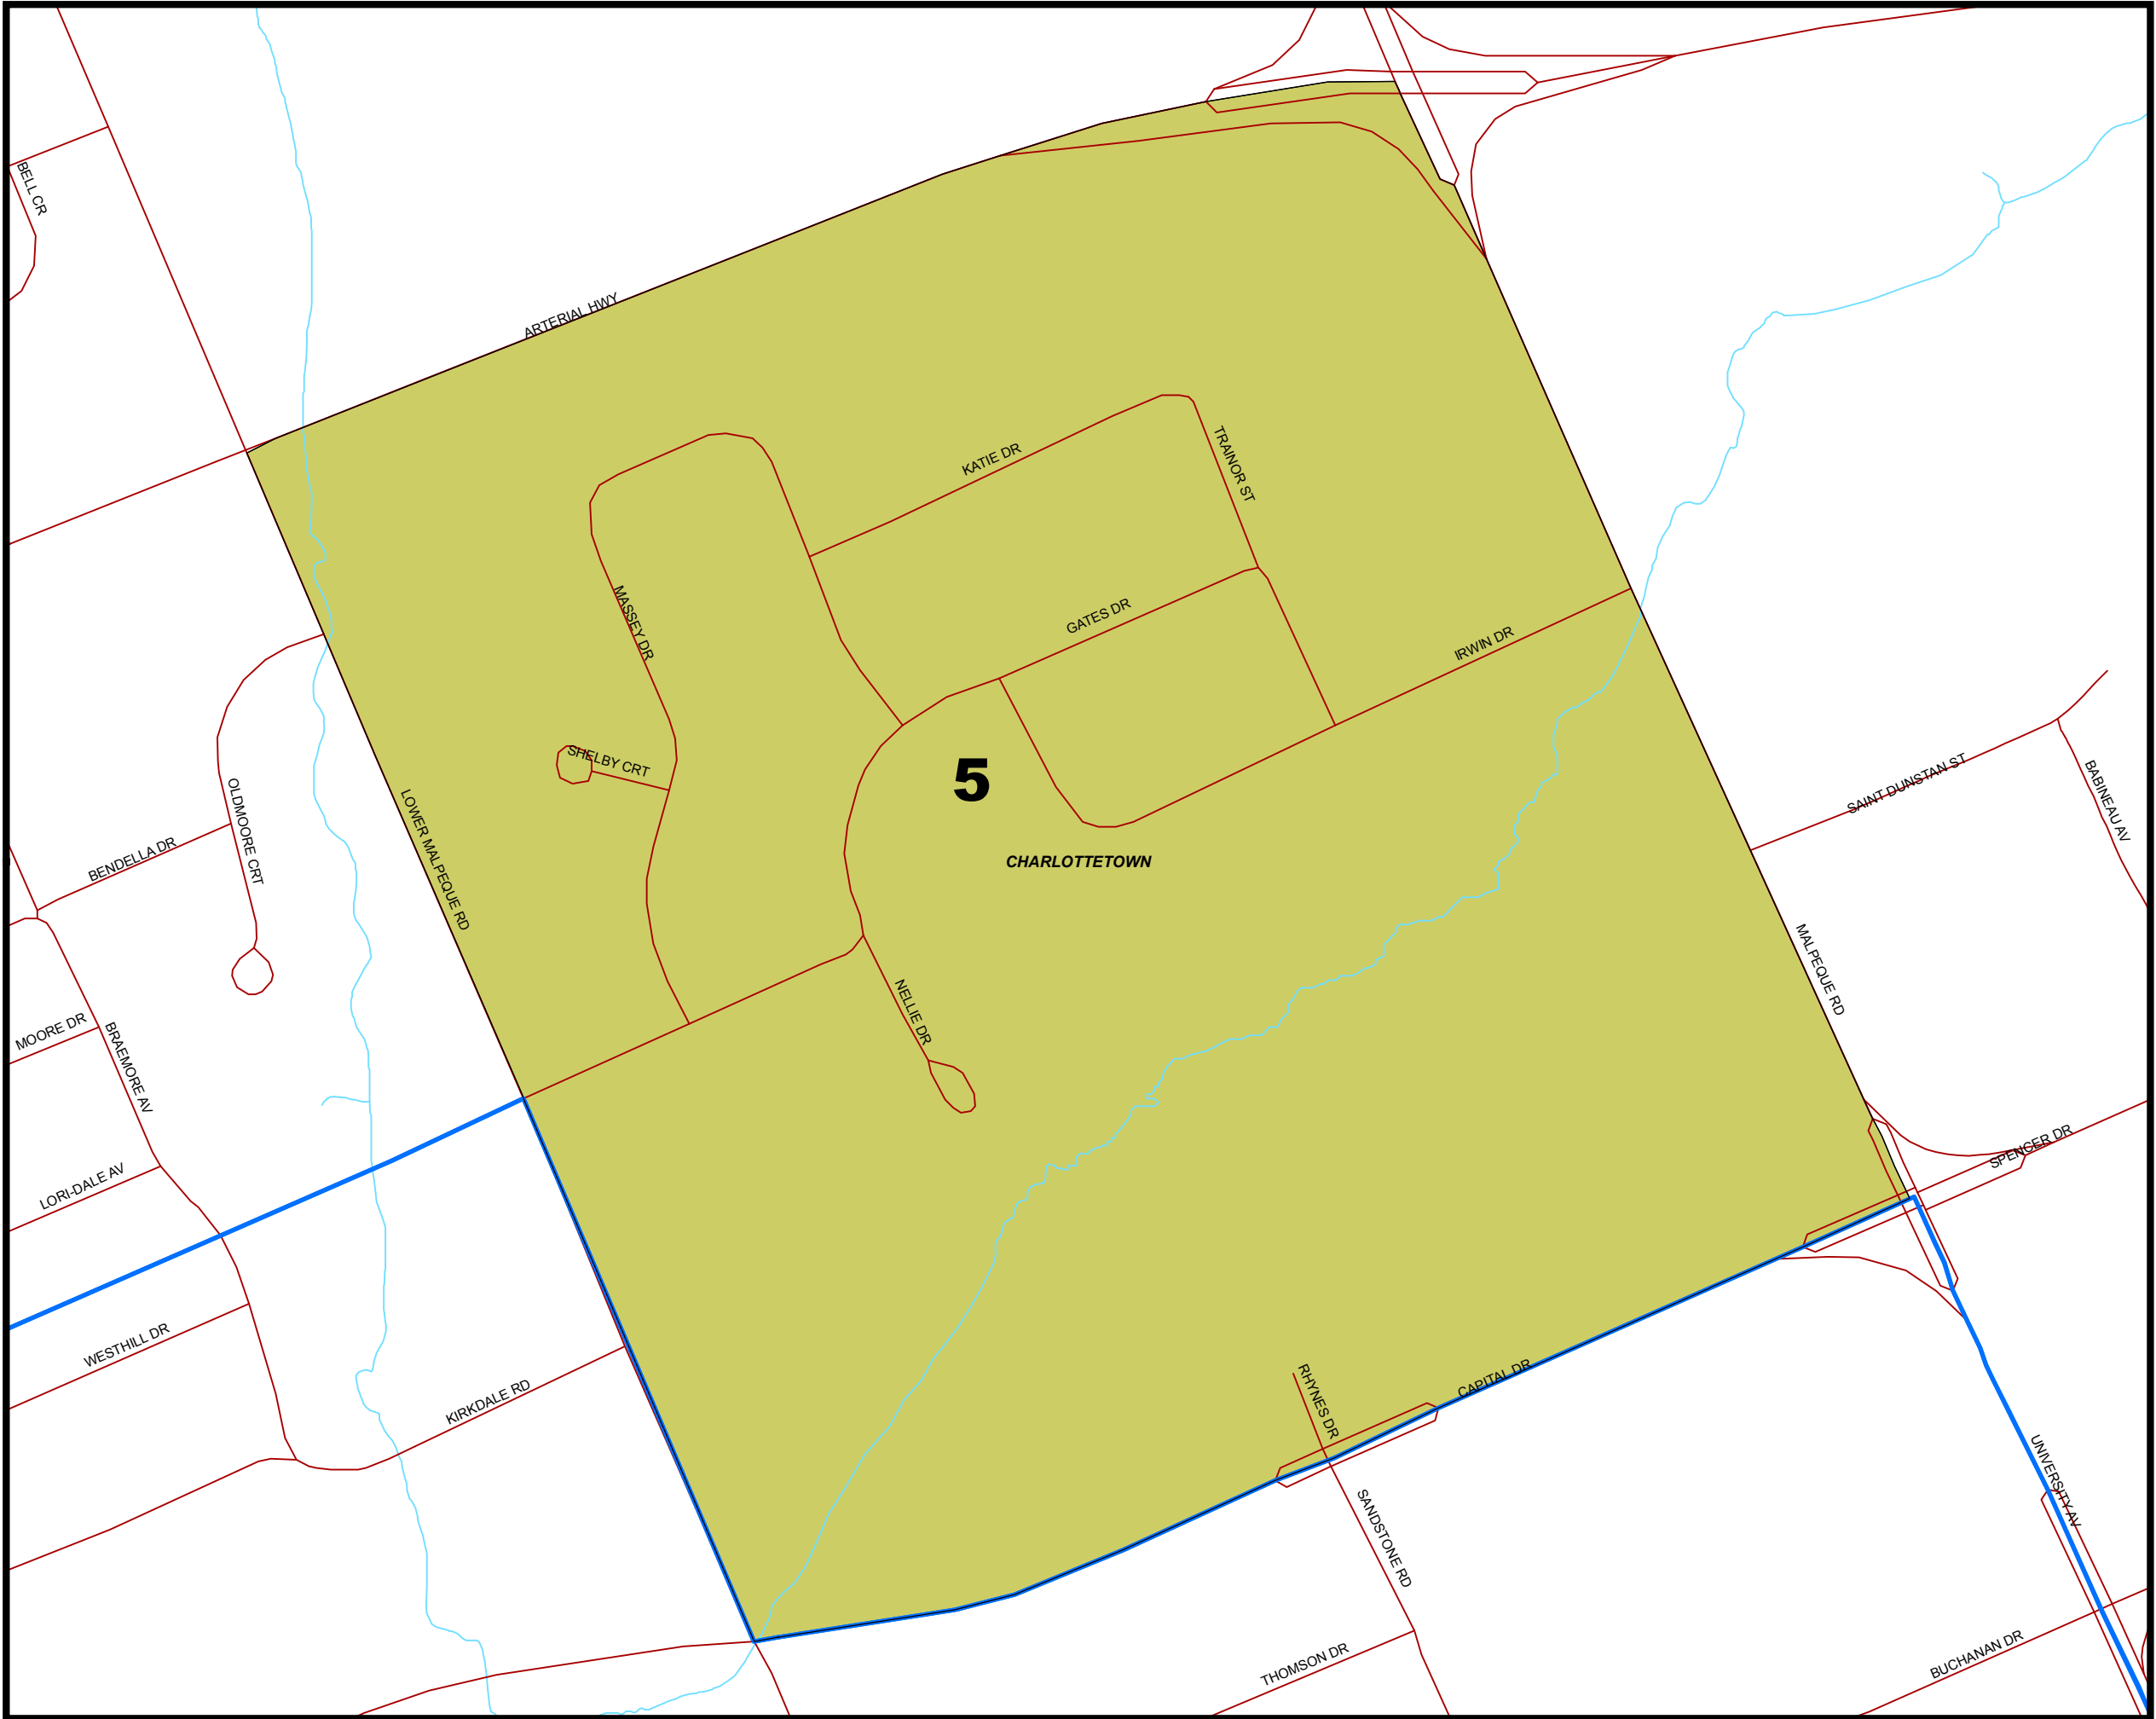 BELL CR
ARTERIAL HWY
KATIE DR
TRAINOR ST
MASSEY DR
GATES DR
IRWIN DR
SHELBY CRT
5
CHARLOTTETOWN
LOWER MALPEQUE RD
OLDMOORE CRT
BENDELLA DR
SAINT DUNSTAN ST
BABINEAU AV
MALPEQUE RD
NELLIE DR
MOORE DR
BRAEMORE AV
SPENCER DR
LORI-DALE AV
WESTHILL DR
KIRKDALE RD
RHYNES DR
CAPITAL DR
UNIVERSITY AV
SANDSTONE RD
THOMSON DR
BUCHANAN DR